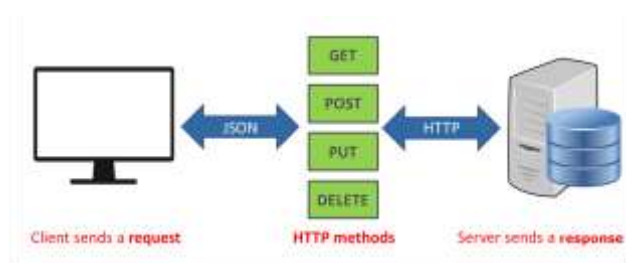 GET
POST
JSON
HTTP
PUT
DELETE
Client sends a request
HTTP methods
Server sends a response